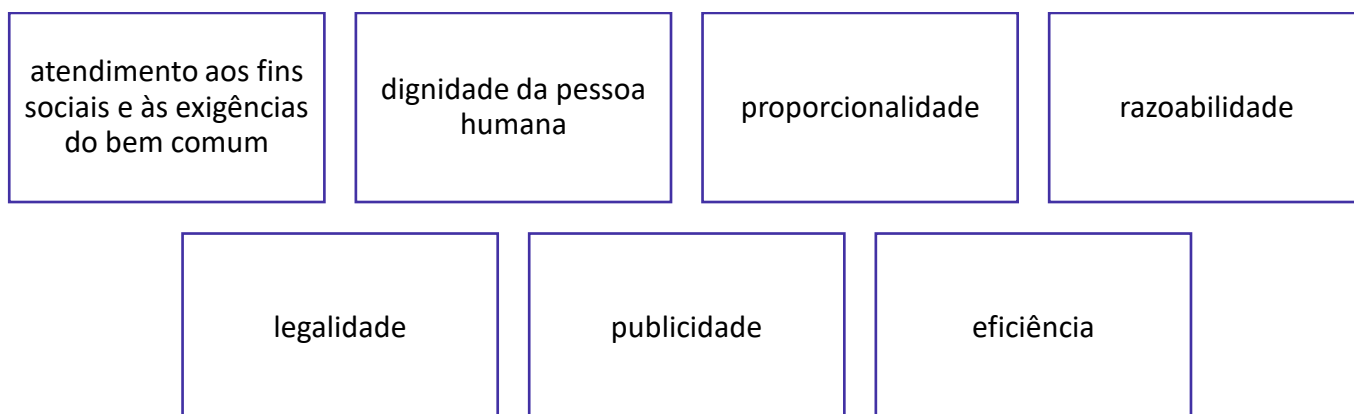 atendimento aos fins
sociais e às exigências
do bem comum
dignidade da pessoa
humana
proporcionalidade
razoabilidade
legalidade
publicidade
eficiência